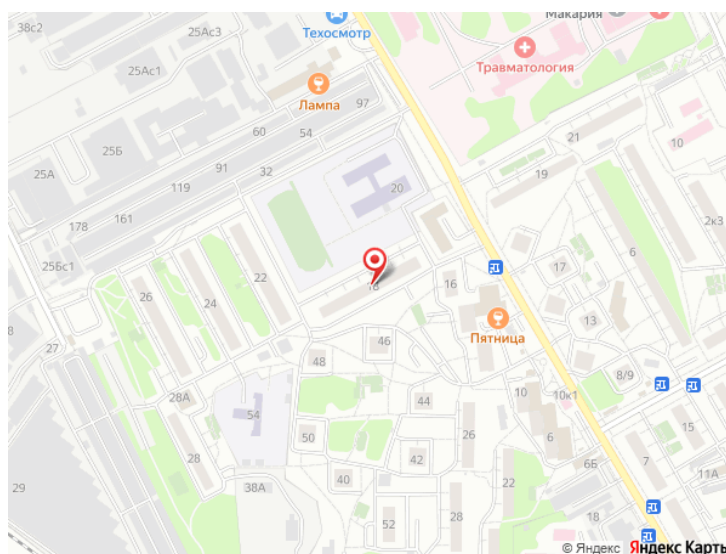 38с2
25Ас3
Техосмотр
Макария
Травматология
25Ас1
Лампа
97
60
54
25Б
91
32
25А
119
161
178
21
10
19
20
2к3
25Бс1
22
26
24
18
16
17
6
13
Пятница
27
46
48
8/9
28А
44
10
10к1
54
15
50
26
6
28
42
7
6Б
11А
40
22
29
38А
52
28
18
© Яндекс Яндекс Карты